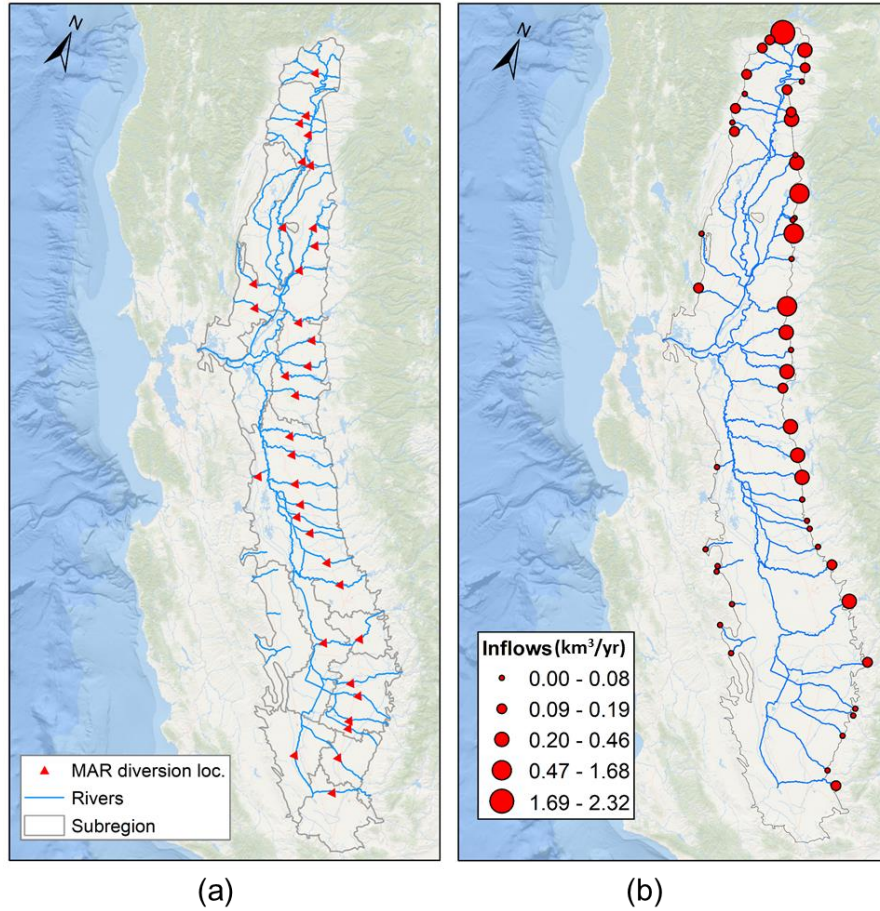 N
MAR diversion loc.
Rivers
Subregion
(a)
N
Inflows (km³/yr)
0.00 - 0.08
0.09 - 0.19
0.20 - 0.46
0.47 - 1.68
1.69 - 2.32
(b)